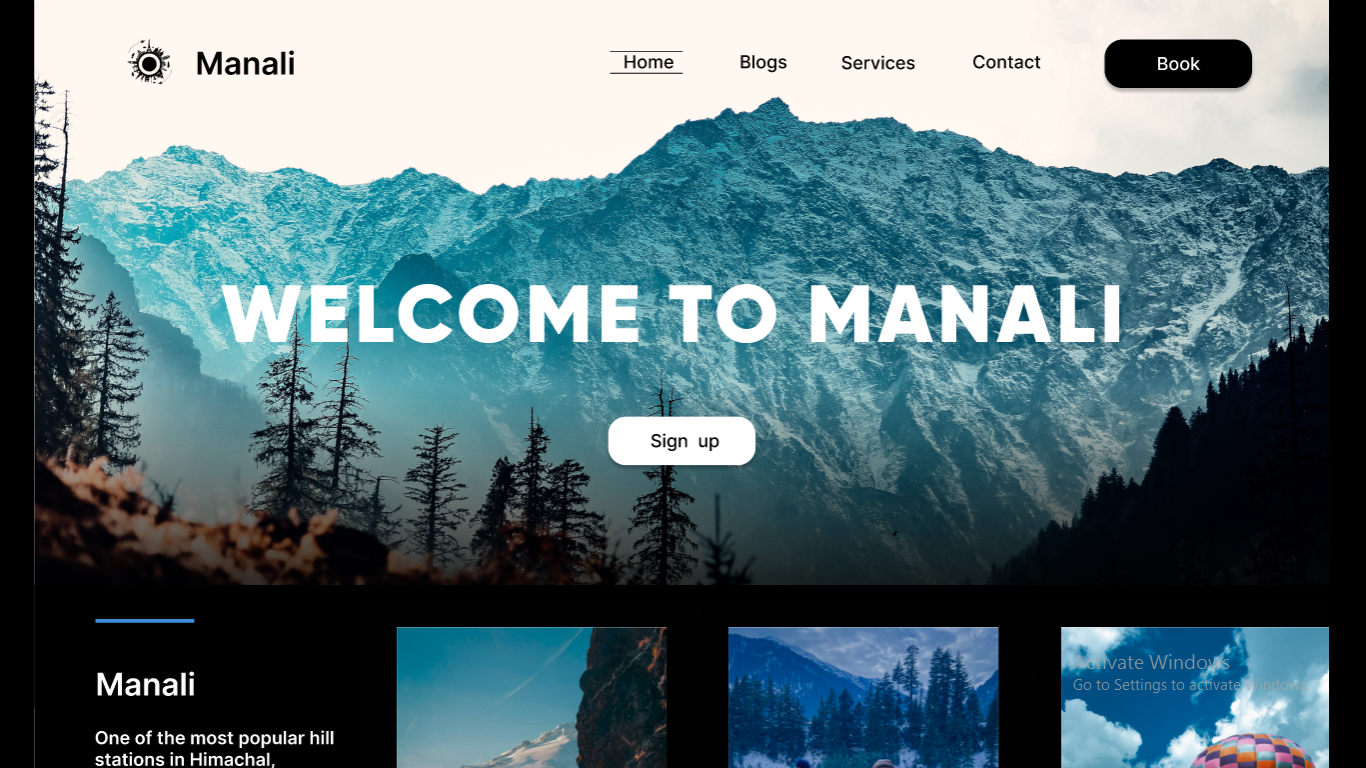 Manali
Home
Blogs
Services
Contact
Book
WELCOME TO MANALI
Sign up
Manali
One of the most popular hill
stations in Himachal,
Activate Windows
Go to Settings to activate Windows.